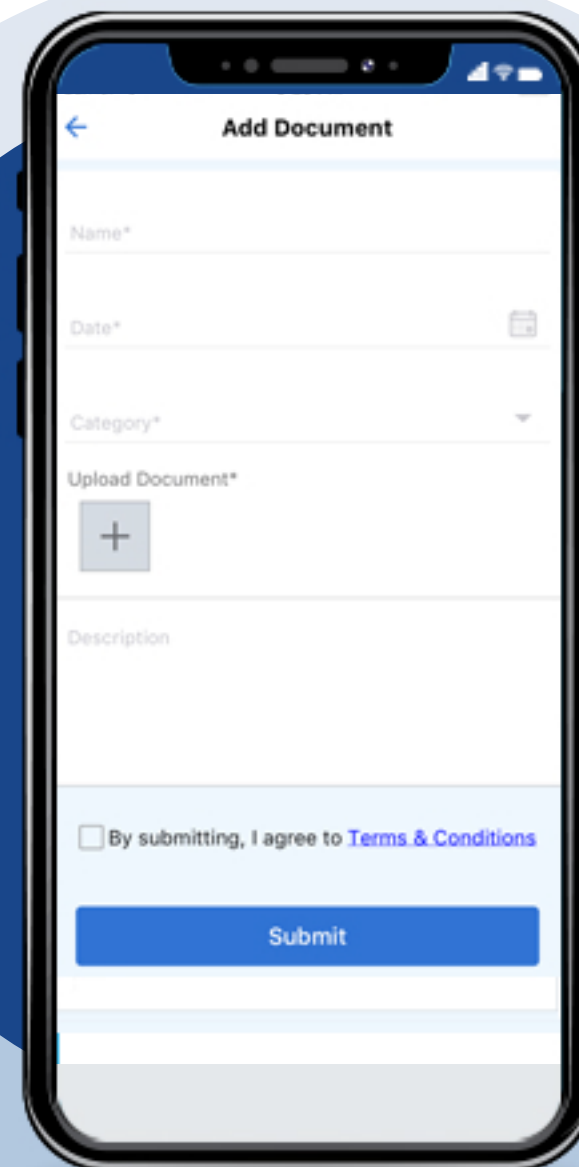 Add Document
Name*
Date*
Category*
Upload Document*
Description
By submitting, I agree to Terms & Conditions
Submit